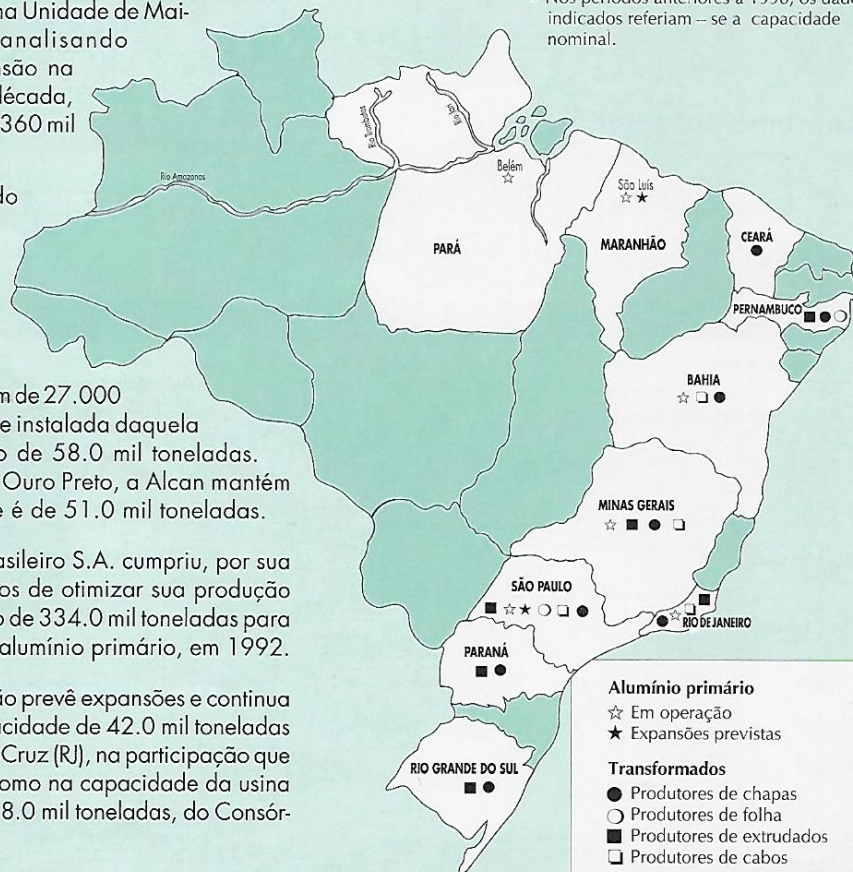 na Unidade de Mai-
analisando
são na
década,
360 mil
do
m de 27.000
e instalada daquela
o de 58.0 mil toneladas.
Ouro Preto, a Alcan mantém
e é de 51.0 mil toneladas.
asileiro S.A. cumpriu, por sua
os de otimizar sua produção
o de 334.0 mil toneladas para
alumínio primário, em 1992.
ão prevê expansões e continua
acidade de 42.0 mil toneladas
Cruz (RJ), na participação que
omo na capacidade da usina
8.0 mil toneladas, do Consór-
Nos períodos anteriores a 1990, os dado
indicados referiam – se a capacidade
nominal.
Rio Trombetas
Rio Jari
Rio Amazonas
Belém
São Luís
PARÁ
MARANHÃO
CEARÁ
PERNAMBUCO
BAHIA
MINAS GERAIS
SÃO PAULO
RIO DE JANEIRO
PARANÁ
RIO GRANDE DO SUL
Alumínio primário
☆ Em operação
★ Expansões previstas
Transformados
● Produtores de chapas
❍ Produtores de folha
■ Produtores de extrudados
❏ Produtores de cabos